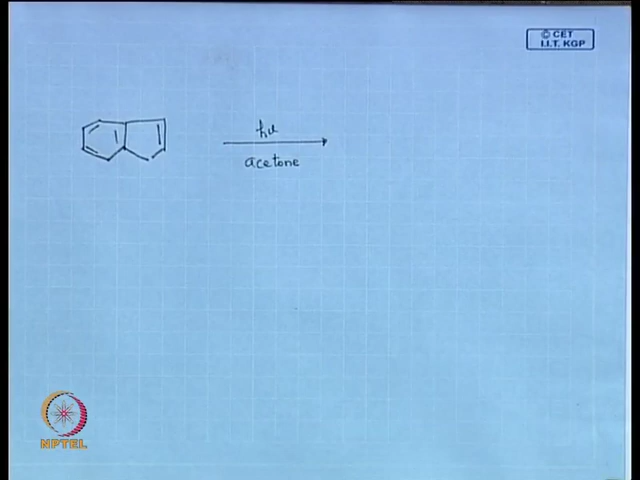 © CET
I.I.T. KGP
hν
acetone
NPTEL